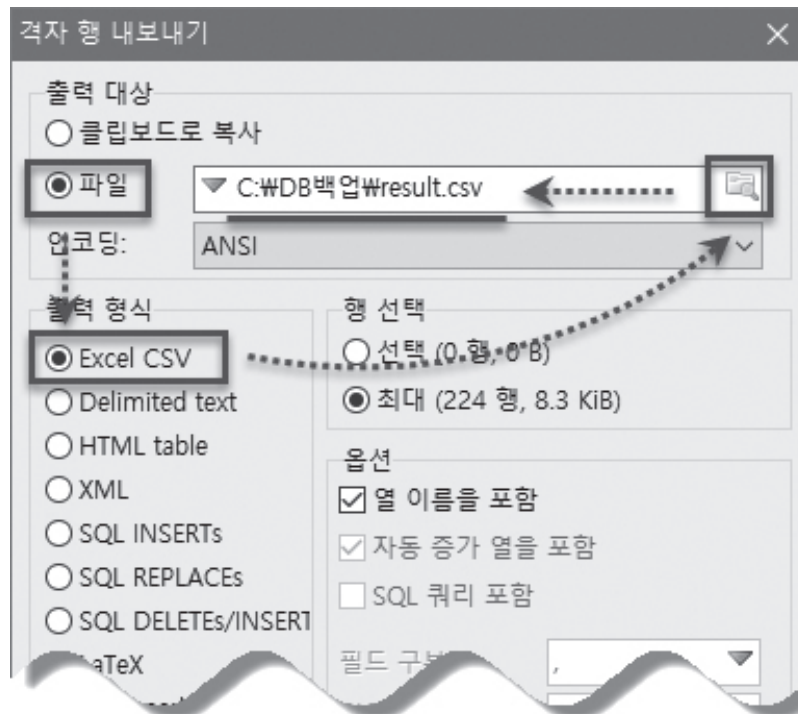 격자 행 내보내기
출력 대상
클립보드로 복사
파일
C:₩DB백업₩result.csv
인코딩:
ANSI
출력 형식
Excel CSV
Delimited text
HTML table
XML
SQL INSERTs
SQL REPLACEs
SQL DELETEs/INSERT
LaTeX
행 선택
선택 (0 행, 0 B)
최대 (224 행, 8.3 KiB)
옵션
열 이름을 포함
자동 증가 열을 포함
SQL 쿼리 포함
필드
,